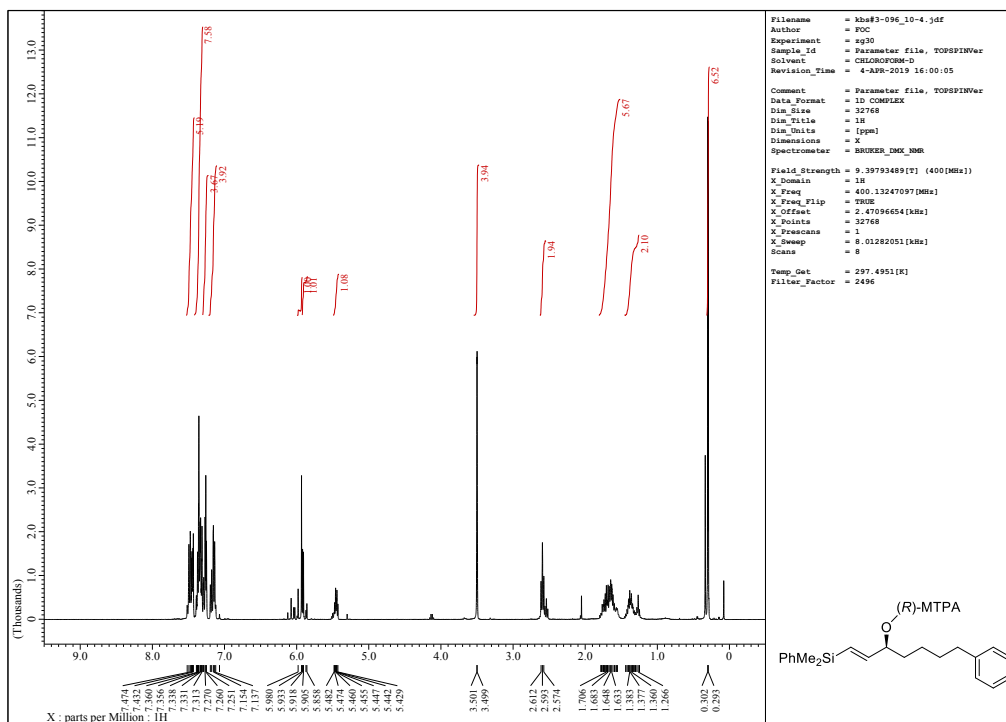 Filename = kbs#3-096_10-4.jdf
Author = FOC
Experiment = zg30
Sample_Id = Parameter file, TOPSPINVer
Solvent = CHLOROFORM-D
Revision_Time = 4-APR-2019 16:00:05
Comment = Parameter file, TOPSPINVer
Data_Format = 1D COMPLEX
Dim_Size = 32768
Dim_Title = 1H
Dim_Units = [ppm]
Dimensions = X
Spectrometer = BRUKER_DMX_NMR
Field_Strength = 9.39793489[T] (400[MHz])
X_Domain = 1H
X_Freq = 400.13247097[MHz]
X_Freq_Flip = TRUE
X_Offset = 2.47096654[kHz]
X_Points = 32768
X_Prescans = 1
X_Sweep = 8.01282051[kHz]
Scans = 8
Temp_Get = 297.4951[K]
Filter_Factor = 2496
(Thousands)
13.0
12.0
11.0
10.0
9.0
8.0
7.0
6.0
5.0
4.0
3.0
2.0
1.0
0
5.19
7.58
3.67
3.92
1.01
1.08
3.94
1.94
5.67
2.10
6.52
9.0 8.0 7.0 6.0 5.0 4.0 3.0 2.0 1.0 0
7.474
7.432
7.360
7.356
7.338
7.331
7.313
7.270
7.260
7.251
7.154
7.137
5.980
5.933
5.918
5.905
5.858
5.482
5.474
5.460
5.455
5.447
5.442
5.429
3.501
3.499
2.612
2.593
2.574
1.706
1.683
1.648
1.633
1.383
1.377
1.360
1.266
0.302
0.293
X : parts per Million : 1H
(R)-MTPA
O
PhMe2Si